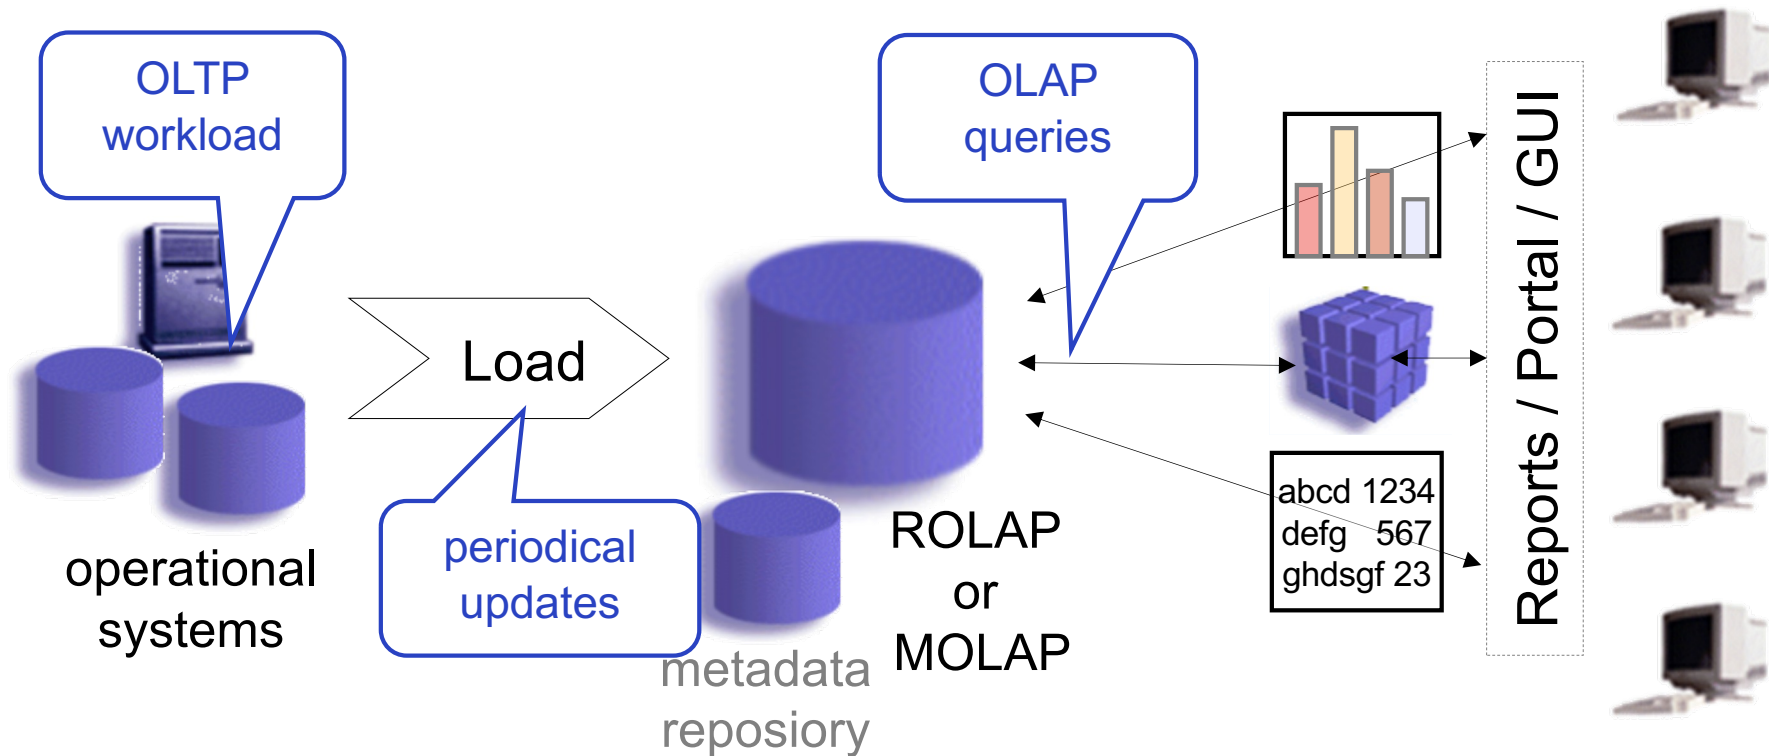 OLTP
workload
operational
systems
Load
periodical
updates
OLAP
queries
ROLAP
or
MOLAP
metadata
reposiory
abcd 1234
defg 567
ghdsgf 23
Reports / Portal / GUI